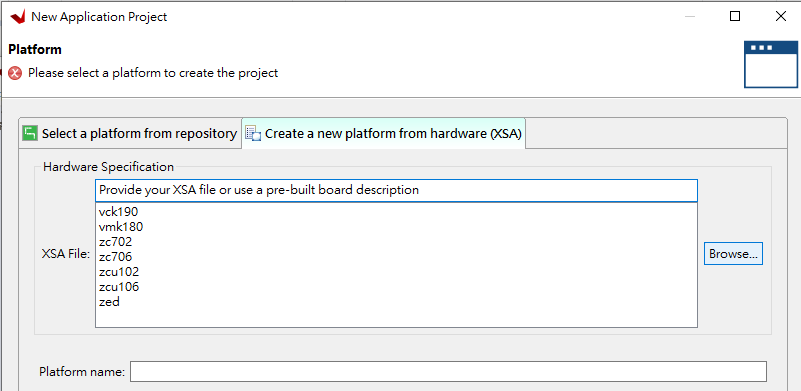 New Application Project
Platform
Please select a platform to create the project
Select a platform from repository
Create a new platform from hardware (XSA)
Hardware Specification
Provide your XSA file or use a pre-built board description
XSA File:
vck190
vmk180
zc702
zc706
zcu102
zcu106
zed
Browse...
Platform name: